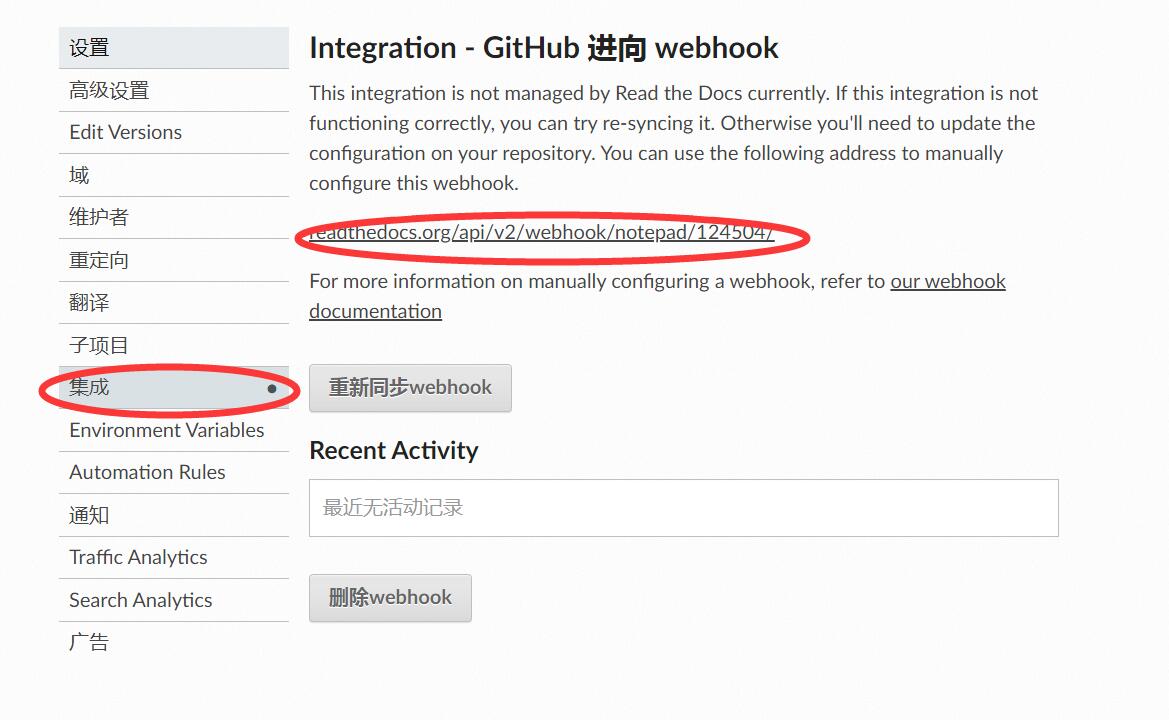 设置
高级设置
Edit Versions
域
维护者
重定向
翻译
子项目
集成
Environment Variables
Automation Rules
通知
Traffic Analytics
Search Analytics
广告
Integration - GitHub 进向 webhook
This integration is not managed by Read the Docs currently. If this integration is not
functioning correctly, you can try re-syncing it. Otherwise you'll need to update the
configuration on your repository. You can use the following address to manually
configure this webhook.
readthedocs.org/api/v2/webhook/notepad/124504/
For more information on manually configuring a webhook, refer to our webhook
documentation
重新同步webhook
Recent Activity
最近无活动记录
删除webhook